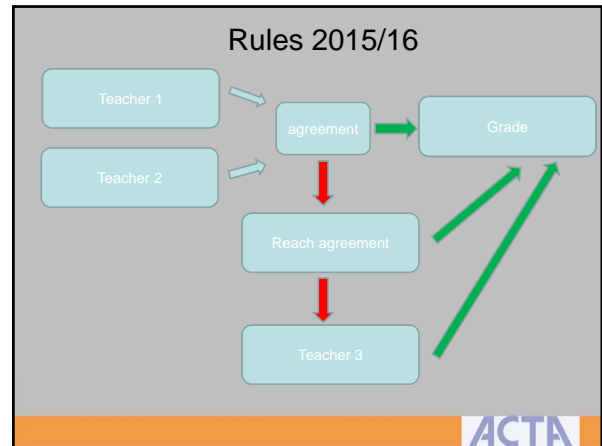 Rules 2015/16
Teacher 1
agreement
Grade
Teacher 2
Reach agreement
Teacher 3
ACTA